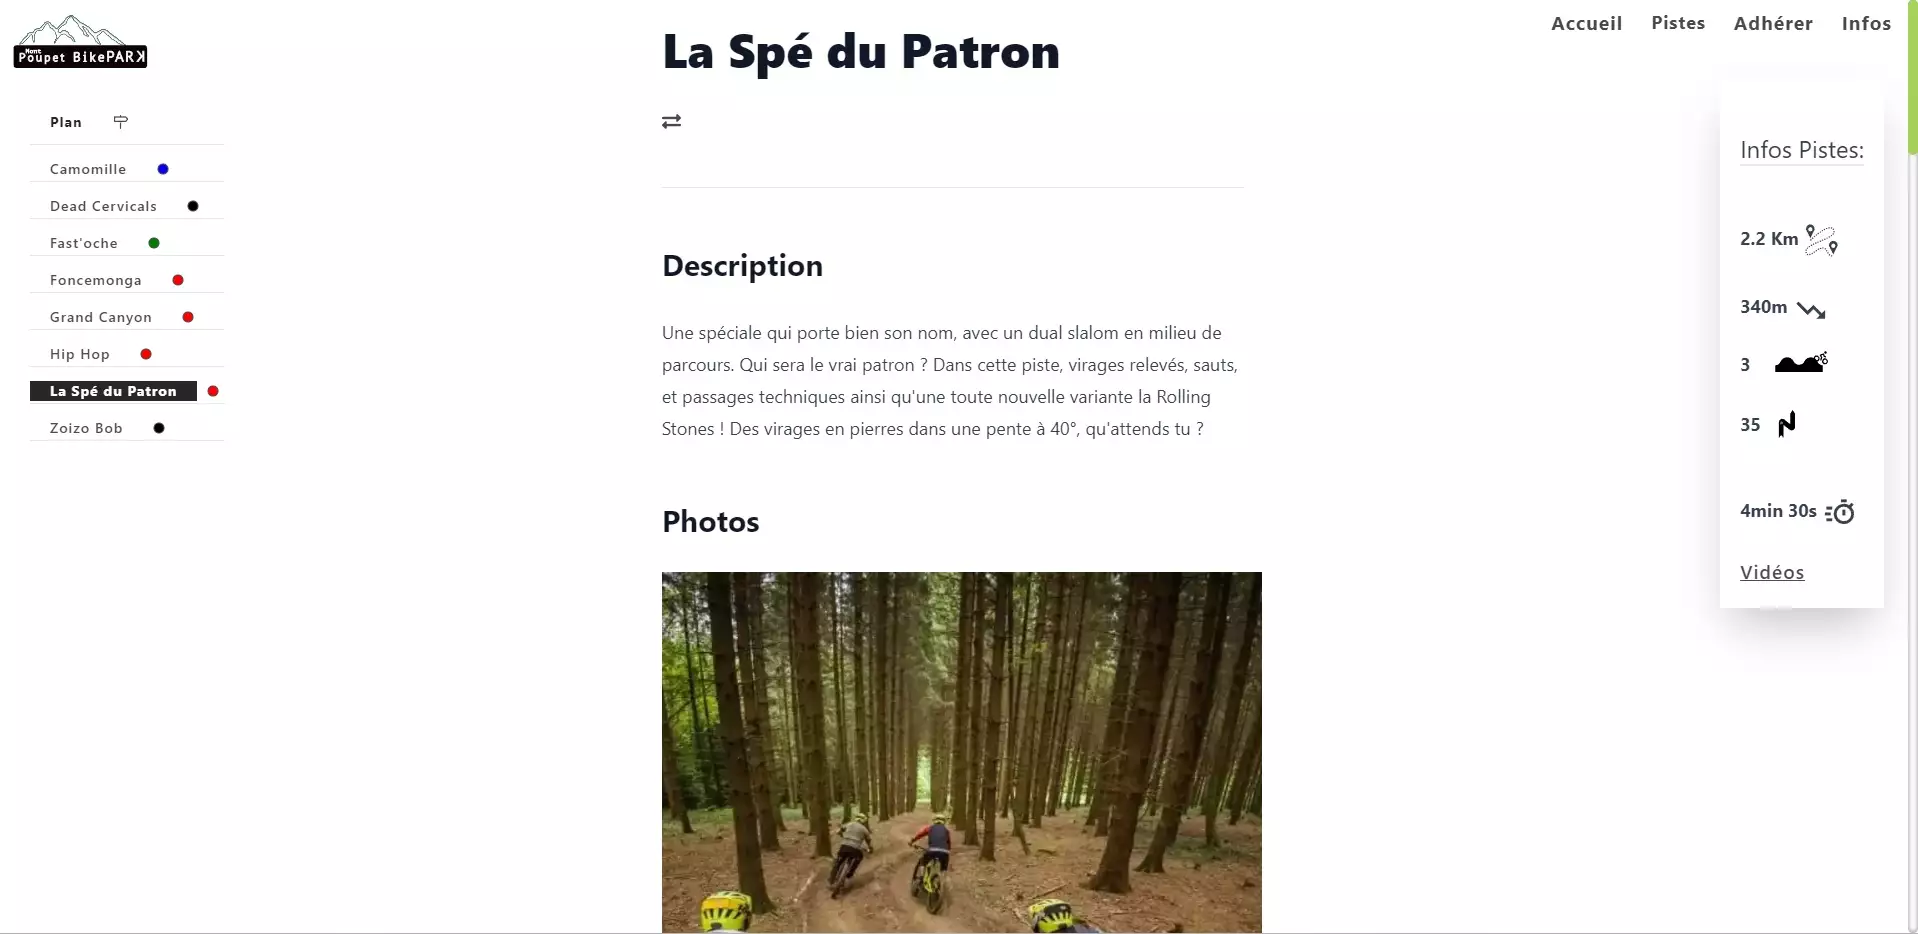 Mont
Poupet BikePARK
Accueil
Pistes
Adhérer
Infos
Plan
Camomille
Dead Cervicals
Fast'oche
Foncemonga
Grand Canyon
Hip Hop
La Spé du Patron
Zoizo Bob
La Spé du Patron
Description
Une spéciale qui porte bien son nom, avec un dual slalom en milieu de
parcours. Qui sera le vrai patron ? Dans cette piste, virages relevés, sauts,
et passages techniques ainsi qu'une toute nouvelle variante la Rolling
Stones ! Des virages en pierres dans une pente à 40°, qu'attends tu ?
Photos
Infos Pistes:
2.2 Km
340m
3
35
4min 30s
Vidéos